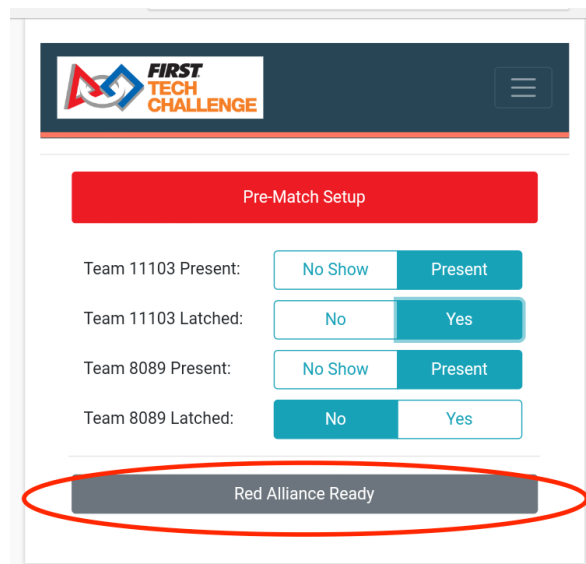 FIRST
TECH
CHALLENGE
Pre-Match Setup
Team 11103 Present: No Show Present
Team 11103 Latched: No Yes
Team 8089 Present: No Show Present
Team 8089 Latched: No Yes
Red Alliance Ready